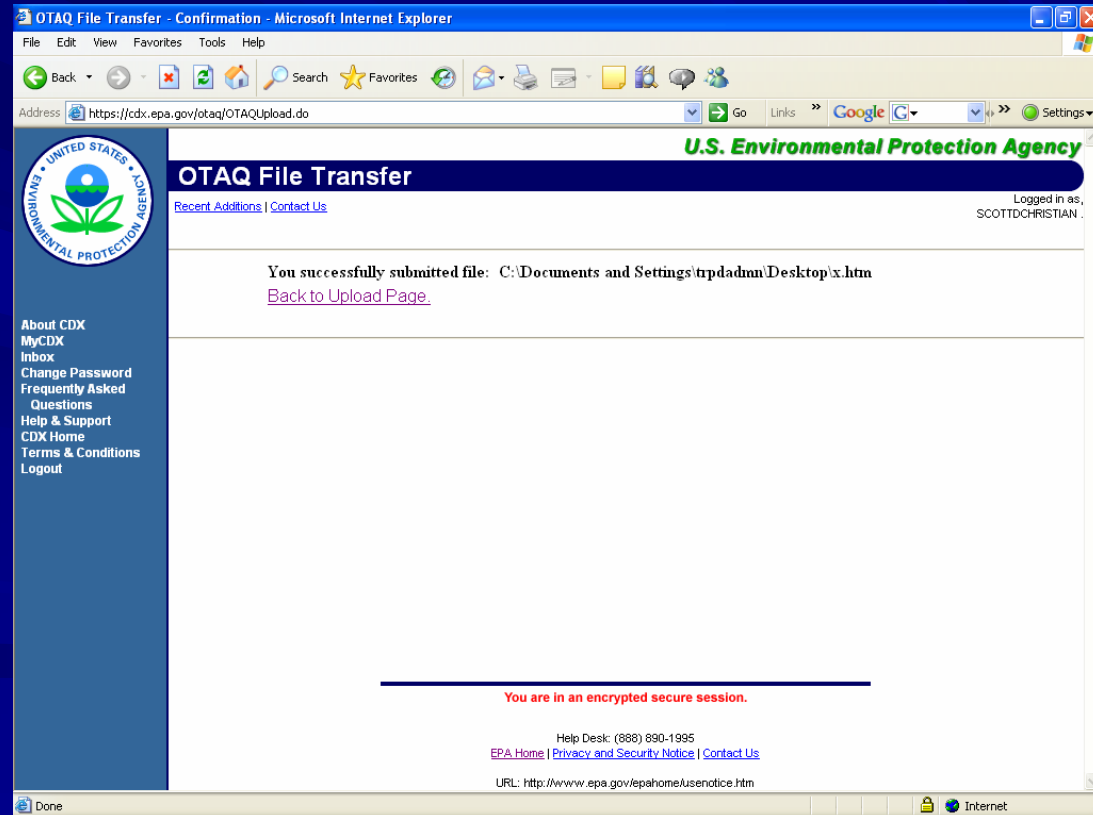 OTAQ File Transfer - Confirmation - Microsoft Internet Explorer
File Edit View Favorites Tools Help
Back Search Favorites
Address https://cdx.epa.gov/otaq/OTAQUpload.do Go Links » Google G » Settings
UNITED STATES ENVIRONMENTAL PROTECTION AGENCY
U.S. Environmental Protection Agency
OTAQ File Transfer
Recent Additions | Contact Us
Logged in as,
SCOTTDCHRISTIAN .
You successfully submitted file: C:\Documents and Settings\trpdadmn\Desktop\x.htm
Back to Upload Page.
About CDX
MyCDX
Inbox
Change Password
Frequently Asked
Questions
Help & Support
CDX Home
Terms & Conditions
Logout
You are in an encrypted secure session.
Help Desk: (888) 890-1995
EPA Home | Privacy and Security Notice | Contact Us
URL: http://www.epa.gov/epahome/usenotice.htm
Done Internet